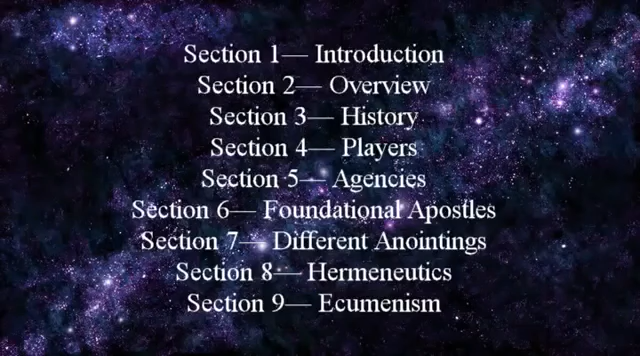 Section 1— Introduction
Section 2— Overview
Section 3— History
Section 4— Players
Section 5— Agencies
Section 6— Foundational Apostles
Section 7— Different Anointings
Section 8— Hermeneutics
Section 9— Ecumenism